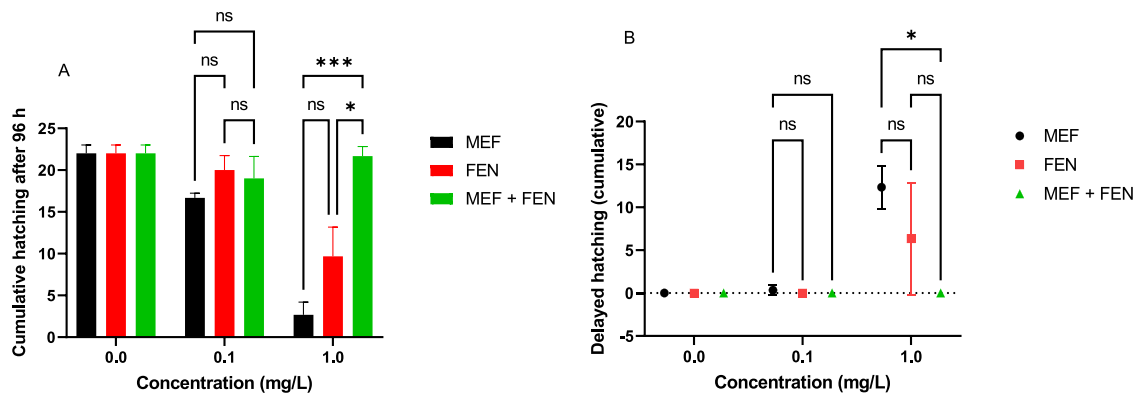 A
Cumulative hatching after 96 h
25
20
15
10
5
0
ns
ns
ns
***
ns
*
0.0
0.1
1.0
Concentration (mg/L)
MEF
FEN
MEF + FEN
B
Delayed hatching (cumulative)
20
15
10
5
0
-5
ns
ns
*
ns
ns
0.0
0.1
1.0
Concentration (mg/L)
MEF
FEN
MEF + FEN